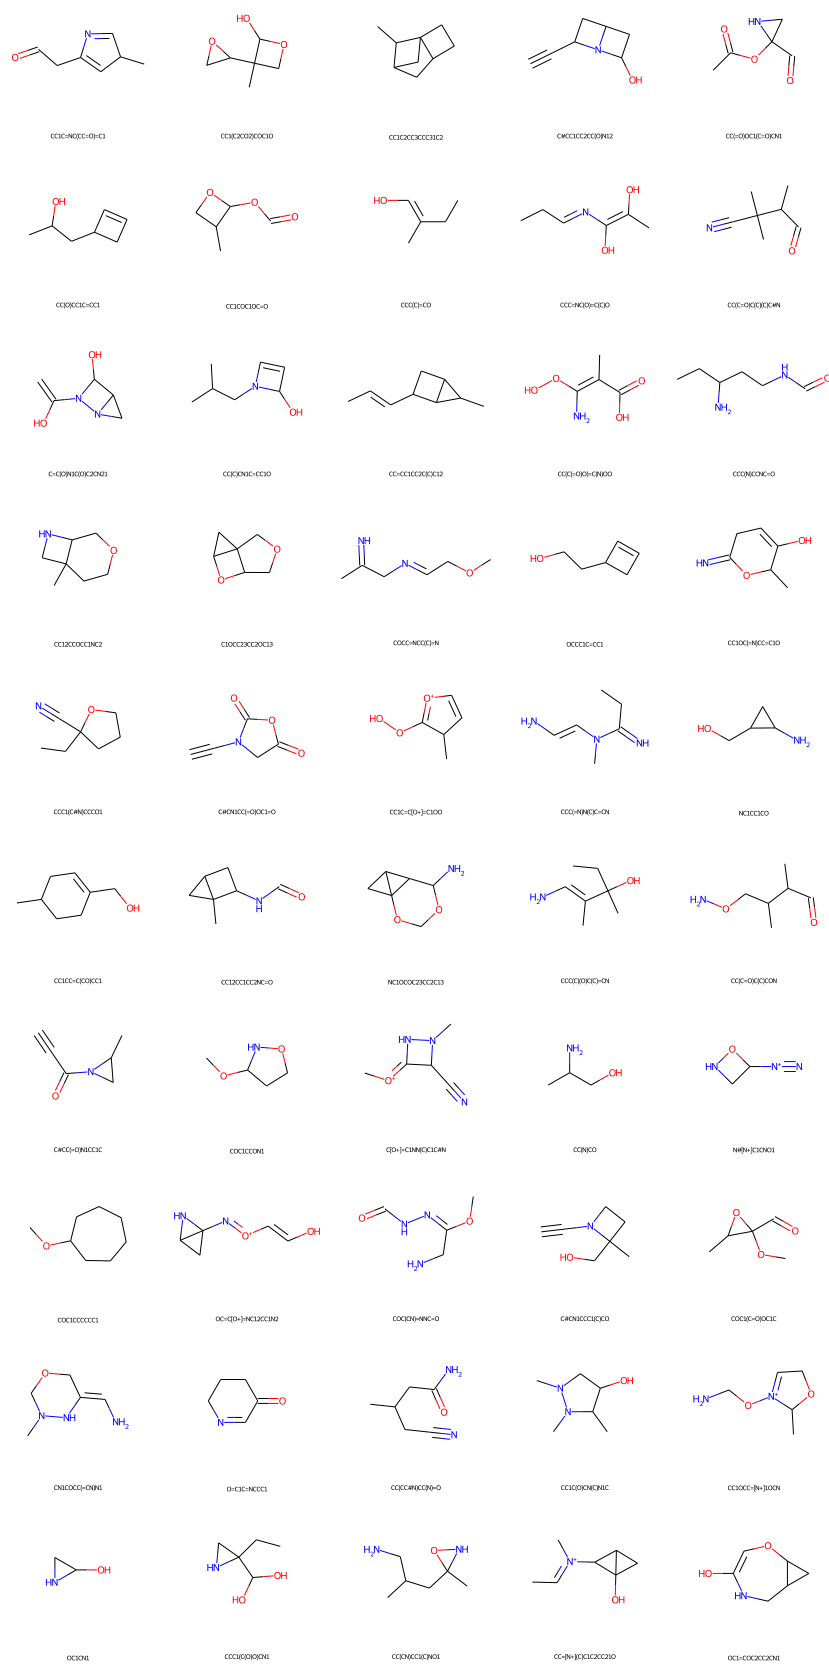 CC1C=NC(CC=O)=C1
CC1(C2CO2)COC1O
CC1C2CC3CCC31C2
C#CC1CC2CC(O)N12
CC(=O)OC1(C=O)CN1
CC(O)CC1C=CC1
CC1COC1OC=O
CCC(C)=CO
CCC=NC(O)=C(C)O
CC(C=O)C(C)(C)C#N
C=C(O)N1C(O)C2CN21
CC(C)CN1C=CC1O
CC=CC1CC2C(C)C12
CC(C(=O)O)=C(N)OO
CCC(N)CCNC=O
CC12CCOCC1NC2
C1OCC23CC2OC13
COCC=NCC(C)=N
OCCC1C=CC1
CC1OC(=N)CC=C1O
CCC1(C#N)CCCO1
C#CN1CC(=O)OC1=O
CC1C=C[O+]=C1OO
CCC(=N)N(C)C=CN
NC1CC1CO
CC1CC=C(CO)CC1
CC12CC1CC2NC=O
NC1OCOC23CC2C13
CCC(C)(O)C(C)=CN
CC(C=O)C(C)CON
C#CC(=O)N1CC1C
COC1CCON1
C[O+]=C1NN(C)C1C#N
CC(N)CO
N#[N+]C1CNO1
COC1CCCCCC1
OC=C[O+]=NC12CC1N2
COC(CN)=NNC=O
C#CN1CCC1(C)CO
COC1(C=O)OC1C
CN1COCC(=CN)N1
O=C1C=NCCC1
CC(CC#N)CC(N)=O
CC1C(O)CN(C)N1C
CC1OCC=[N+]1OCN
OC1CN1
CCC1(C(O)O)CN1
CC(CN)CC1(C)NO1
CC=[N+](C)C1C2CC21O
OC1=COC2CC2CN1